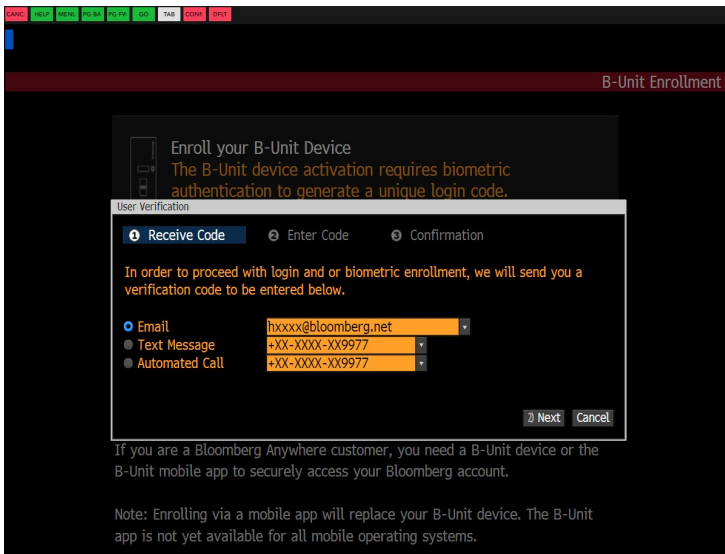 CANC HELP MENU PG BA PG FW GO TAB CONF DFLT
B-Unit Enrollment
Enroll your B-Unit Device
The B-Unit device activation requires biometric
authentication to generate a unique login code.
User Verification
1 Receive Code 2 Enter Code 3 Confirmation
In order to proceed with login and or biometric enrollment, we will send you a
verification code to be entered below.
Email hxxxx@bloomberg.net
Text Message +XX-XXXX-XX9977
Automated Call +XX-XXXX-XX9977
7) Next Cancel
If you are a Bloomberg Anywhere customer, you need a B-Unit device or the
B-Unit mobile app to securely access your Bloomberg account.
Note: Enrolling via a mobile app will replace your B-Unit device. The B-Unit
app is not yet available for all mobile operating systems.